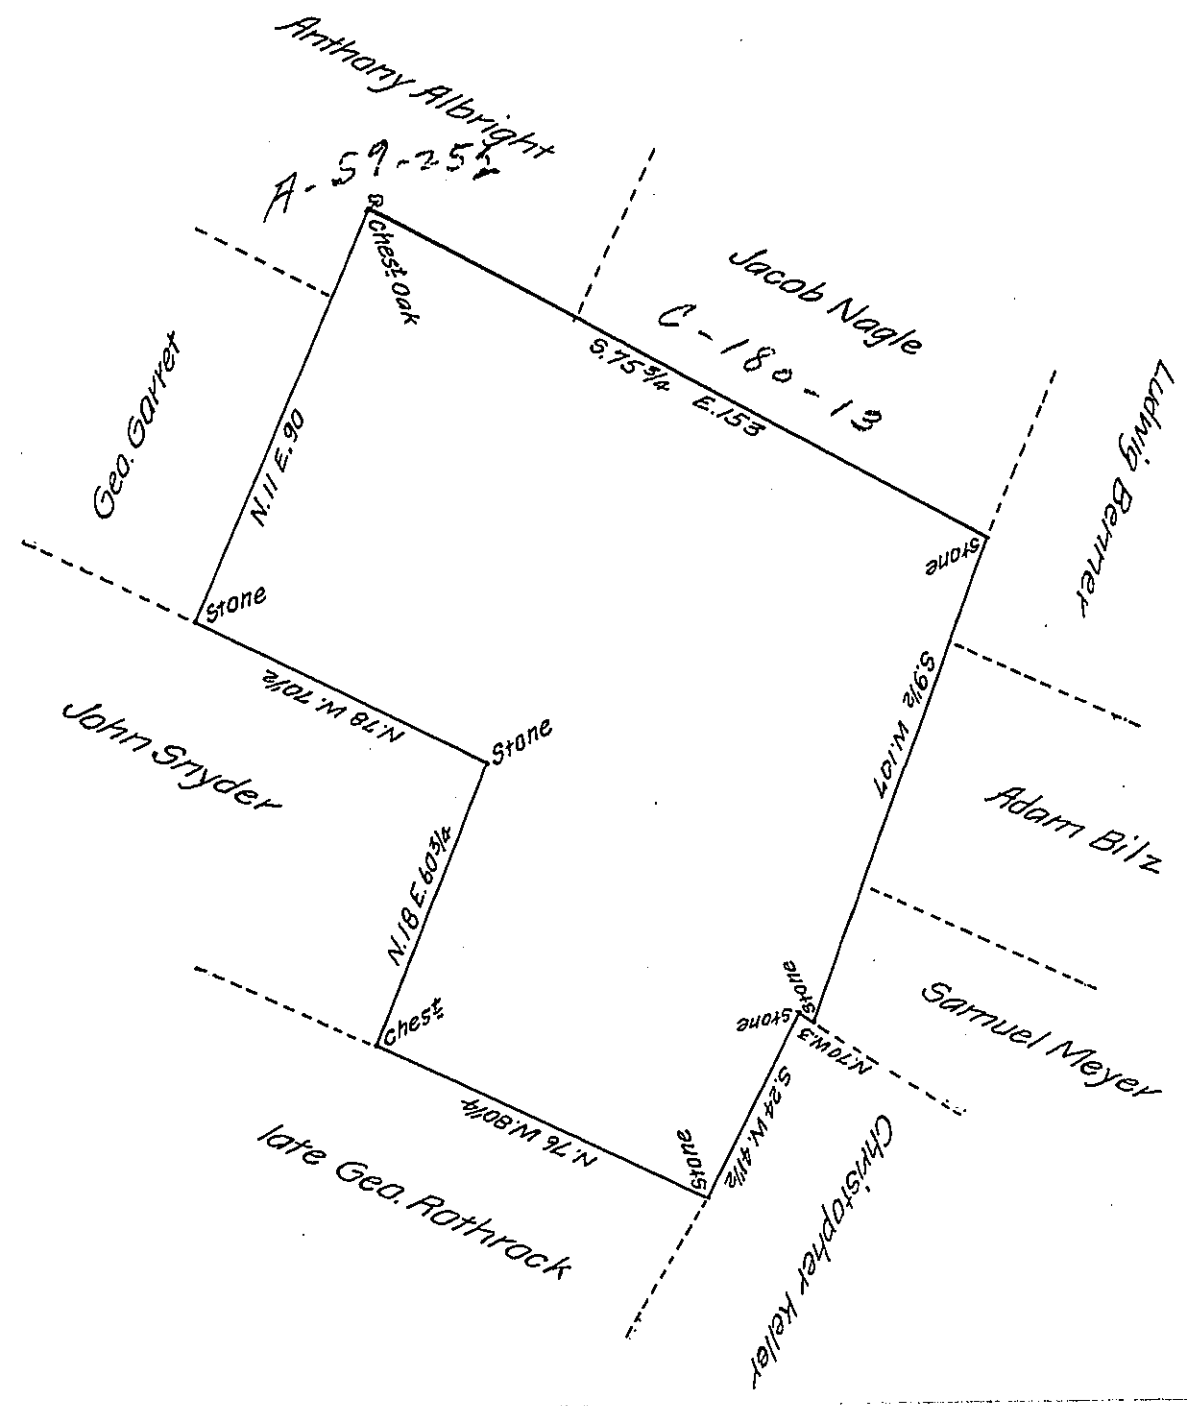 Anthony Albright
A-59-252
Chest Oak
Jacob Nagle
C-180-13
S.75 3/4 E.153
Ludwig Benner
Geo. Garret
N.11 E.90
Stone
Stone
N.78 W.70 1/2
S.9 1/2 W.107
John Snyder
Stone
Adam Bilz
N.18 E.60 3/4
Stone
Stone
Samuel Meyer
Chest
N.70 W.3
S.24 W.41 1/2
N.76 W.80 1/4
late Geo. Rothrock
Stone
Christopher Keller